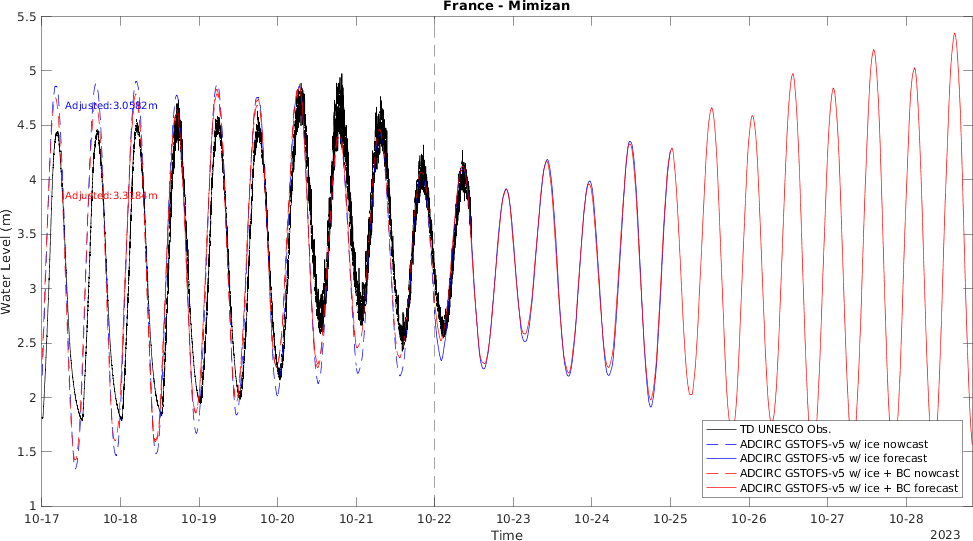 France - Mimizan
5.5
5
4.5
4
3.5
3
2.5
2
1.5
1
Water Level (m)
Adjusted:3.0582m
Adjusted:3.3184m
TD UNESCO Obs.
ADCIRC GSTOFS-v5 w/ ice nowcast
ADCIRC GSTOFS-v5 w/ ice forecast
ADCIRC GSTOFS-v5 w/ ice + BC nowcast
ADCIRC GSTOFS-v5 w/ ice + BC forecast
10-17 10-18 10-19 10-20 10-21 10-22 10-23 10-24 10-25 10-26 10-27 10-28
Time
2023